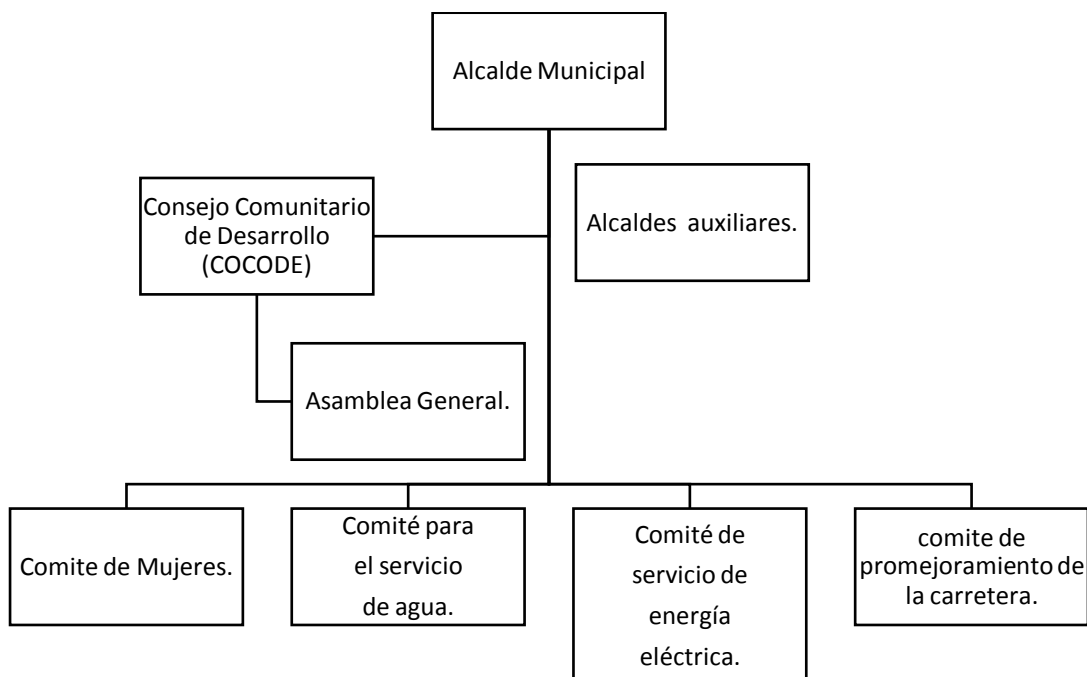 Alcalde Municipal
Consejo Comunitario
de Desarrollo
(COCODE)
Alcaldes auxiliares.
Asamblea General.
Comite de Mujeres.
Comité para
el servicio
de agua.
Comité de
servicio de
energía
eléctrica.
comite de
promejoramiento de
la carretera.